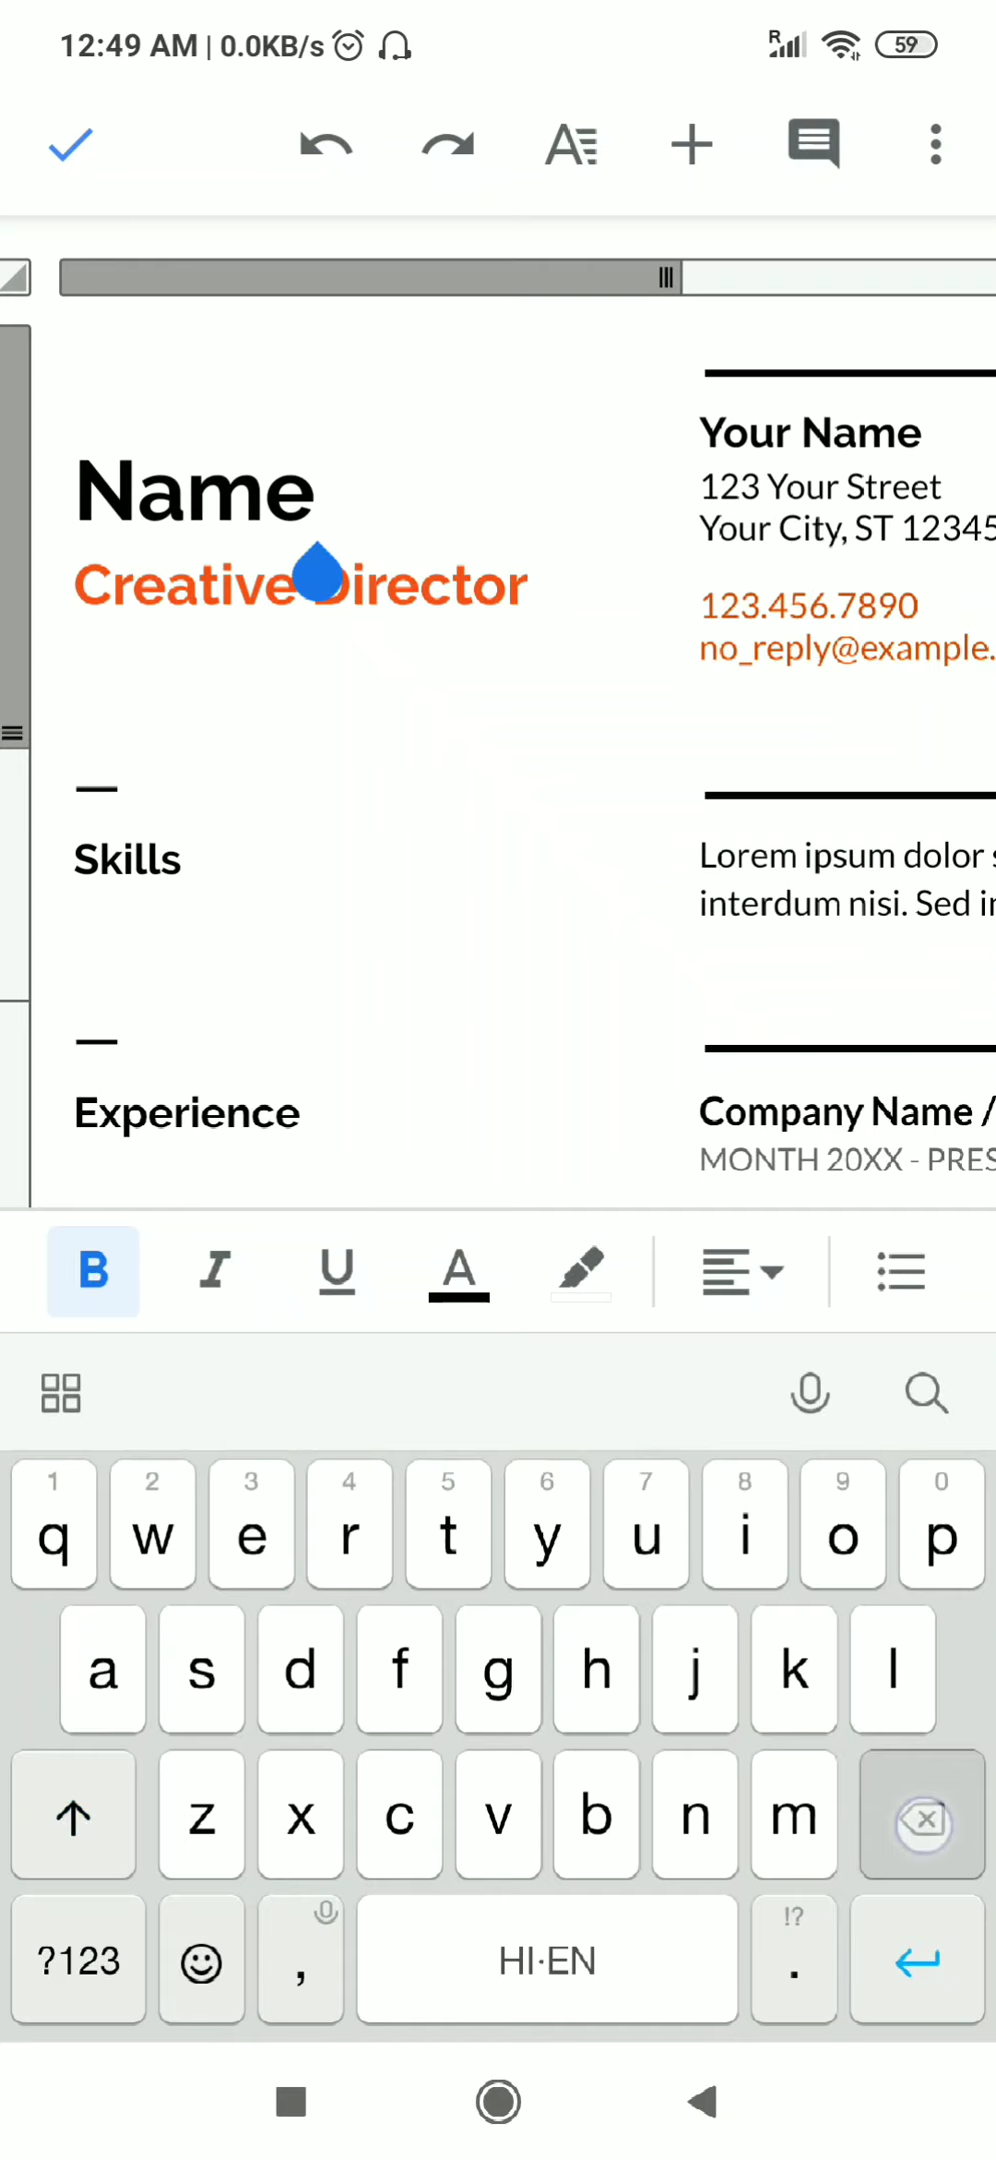 12:49 AM | 0.0KB/s
R
59
Your Name
Name
123 Your Street
Your City, ST 12345
Creative Director
123.456.7890
no_reply@example.
Skills
Lorem ipsum dolor
interdum nisi. Sed
Experience
Company Name /
MONTH 20XX - PRES
B I U A
1 2 3 4 5 6 7 8 9 0
q w e r t y u i o p
a s d f g h j k l
z x c v b n m
!?
?123 , HI·EN .